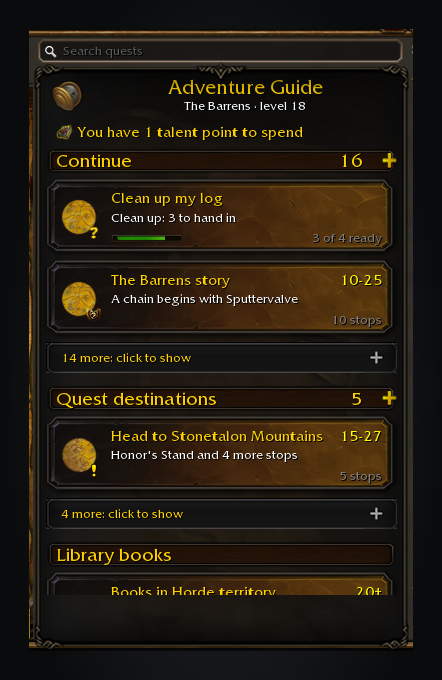 Search quests
Adventure Guide
The Barrens · level 18
You have 1 talent point to spend
Continue 16
Clean up my log
Clean up: 3 to hand in
3 of 4 ready
The Barrens story 10-25
A chain begins with Sputtervalve
10 stops
14 more: click to show
Quest destinations 5
Head to Stonetalon Mountains 15-27
Honor's Stand and 4 more stops
5 stops
4 more: click to show
Library books
Books in Horde territory 20+